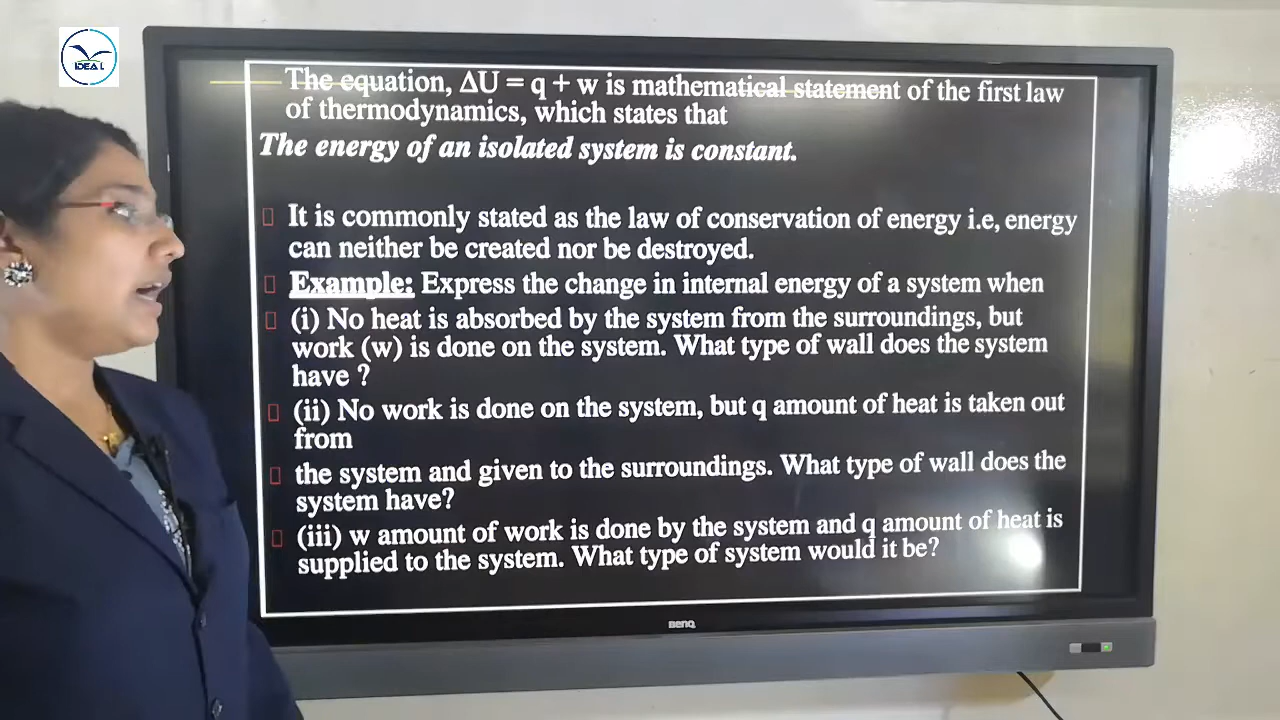 IDEAL
The equation, ΔU = q + w is mathematical statement of the first law
of thermodynamics, which states that
The energy of an isolated system is constant.
It is commonly stated as the law of conservation of energy i.e, energy
can neither be created nor be destroyed.
Example: Express the change in internal energy of a system when
(i) No heat is absorbed by the system from the surroundings, but
work (w) is done on the system. What type of wall does the system
have ?
(ii) No work is done on the system, but q amount of heat is taken out
from
the system and given to the surroundings. What type of wall does the
system have?
(iii) w amount of work is done by the system and q amount of heat is
supplied to the system. What type of system would it be?
BenQ